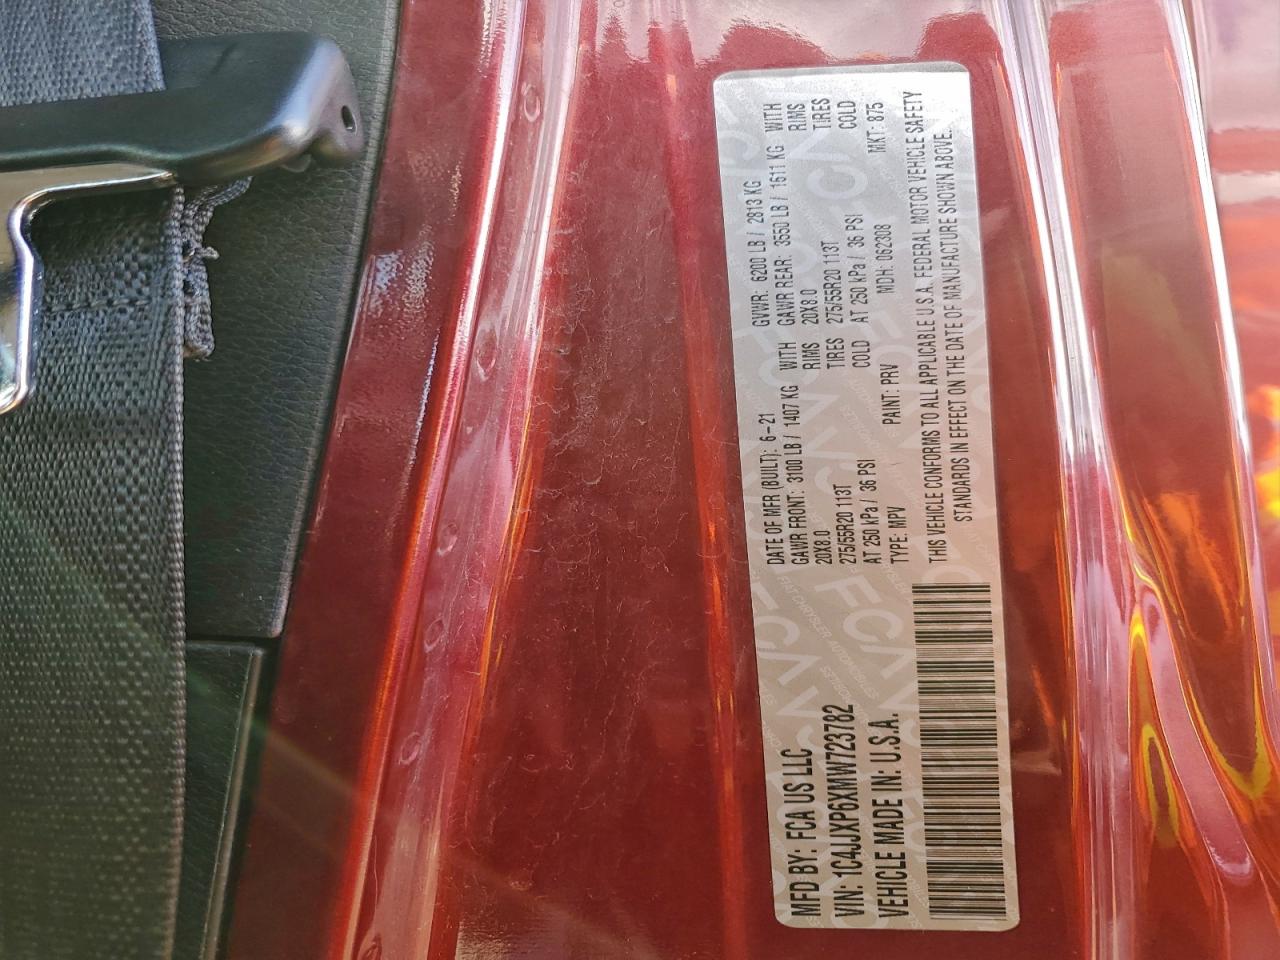 MFD BY: FCA US LLC
VIN: 1C4JJXP6XMW723782
VEHICLE MADE IN: U.S.A.
DATE OF MFR (BUILT): 6-21 GVWR: 6200 LB / 2813 KG
GAWR FRONT: 3100 LB / 1407 KG WITH GAWR REAR: 3550 LB / 1611 KG WITH
20X8.0 RIMS 20X8.0 RIMS
275/55R20 113T TIRES 275/55R20 113T TIRES
AT 250 kPa / 36 PSI COLD AT 250 kPa / 36 PSI COLD
TYPE: MPV PAINT: PRV MDH: 062308 MKT: 875
THIS VEHICLE CONFORMS TO ALL APPLICABLE U.S.A. FEDERAL MOTOR VEHICLE SAFETY
STANDARDS IN EFFECT ON THE DATE OF MANUFACTURE SHOWN ABOVE.